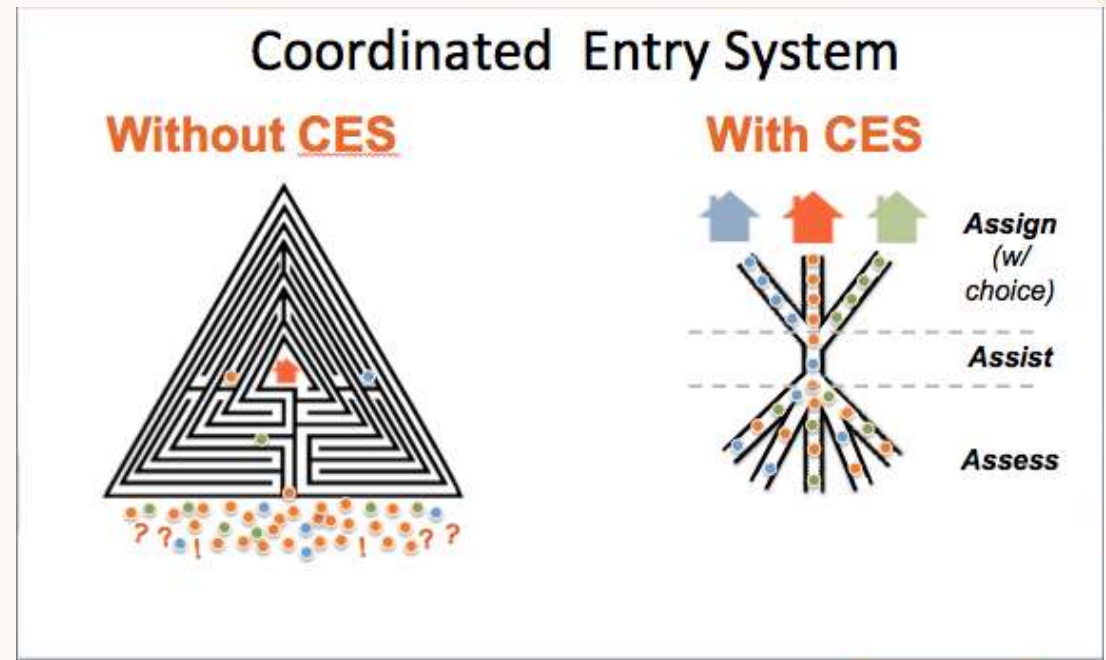 Coordinated Entry System
Without CES
With CES
Assign
(w/
choice)
Assist
Assess
? ? ! ! ? ?